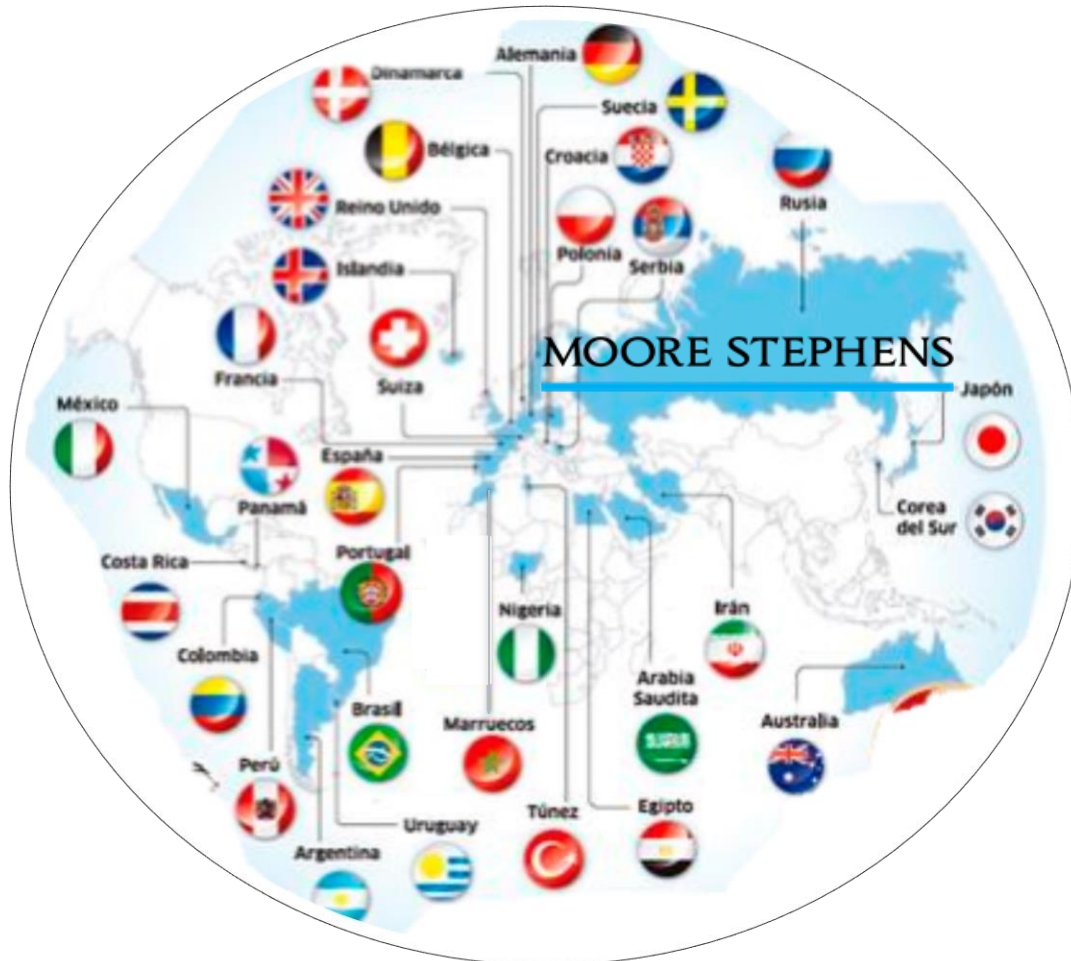 Alemania
Dinamarca
Suecia
Bélgica
Croacia
Rusia
Reino Unido
Polonia
Serbia
Islandia
MOORE STEPHENS
Francia
Suiza
Japón
México
España
Panamá
Corea
del Sur
Portugal
Costa Rica
Nigeria
Irán
Colombia
Arabia
Saudita
Brasil
Marruecos
Australia
Perú
Túnez
Egipto
Uruguay
Argentina